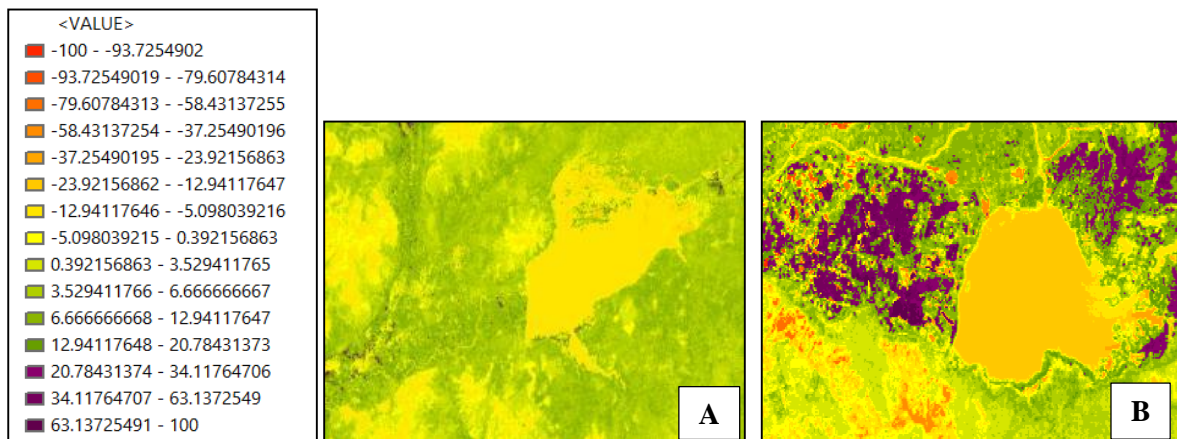 <VALUE>
-100 - -93.7254902
-93.72549019 - -79.60784314
-79.60784313 - -58.43137255
-58.43137254 - -37.25490196
-37.25490195 - -23.92156863
-23.92156862 - -12.94117647
-12.94117646 - -5.098039216
-5.098039215 - 0.392156863
0.392156863 - 3.529411765
3.529411766 - 6.666666667
6.666666668 - 12.94117647
12.94117648 - 20.78431373
20.78431374 - 34.11764706
34.11764707 - 63.1372549
63.13725491 - 100
A
B